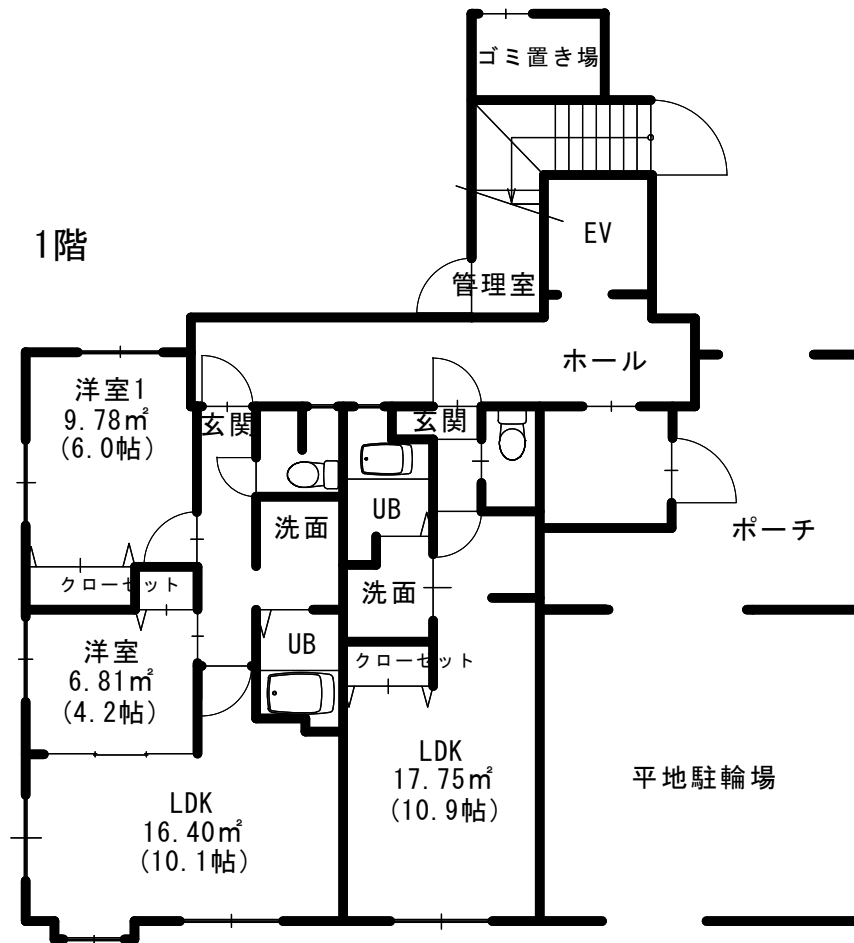 ゴミ置き場
1階
EV
管理室
ホール
洋室1
9.78㎡
(6.0帖)
玄関
玄関
UB
洗面
ポーチ
クローゼット
洗面
洋室
6.81㎡
(4.2帖)
UB
クローゼット
LDK
17.75㎡
(10.9帖)
平地駐輪場
LDK
16.40㎡
(10.1帖)